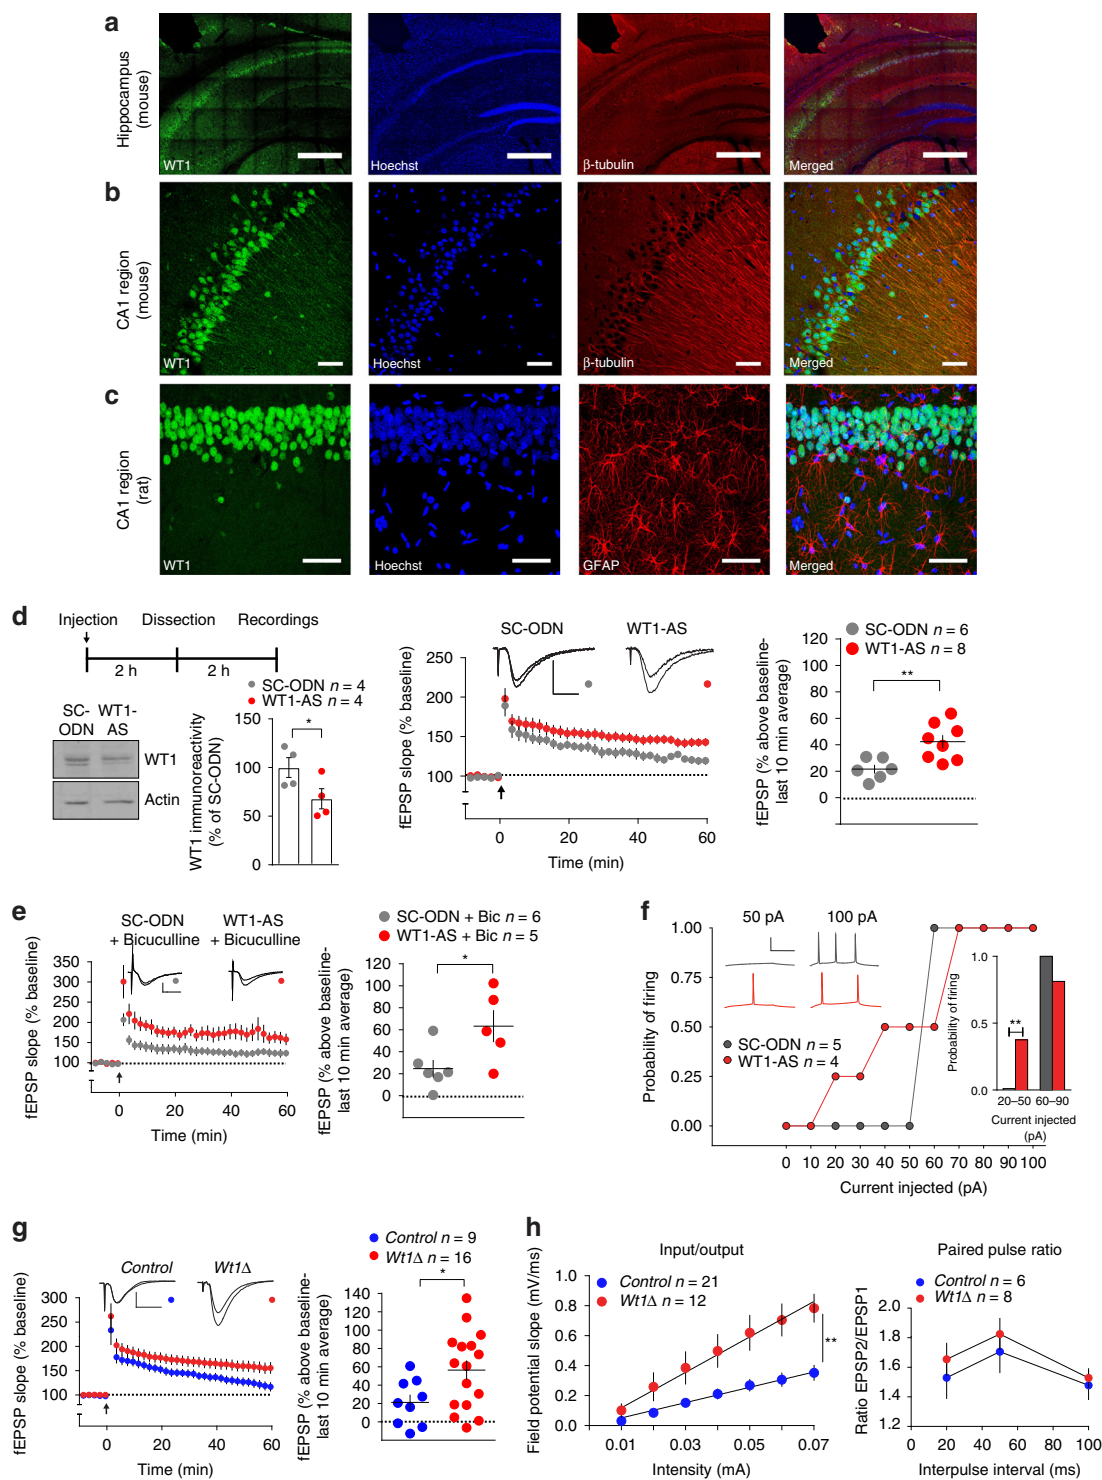 a
Hippocampus
(mouse)
WT1
Hoechst
β-tubulin
Merged
b
CA1 region
(mouse)
WT1
Hoechst
β-tubulin
Merged
c
CA1 region
(rat)
WT1
Hoechst
GFAP
Merged
d
Injection
Dissection
Recordings
2 h
2 h
SC-
ODN
WT1-
AS
WT1
Actin
SC-ODN n = 4
WT1-AS n = 4
*
WT1 immunoreactivity
(% of SC-ODN)
150
100
50
0
SC-ODN
WT1-AS
fEPSP slope (% baseline)
250
200
150
100
0
20
40
60
Time (min)
SC-ODN n = 6
WT1-AS n = 8
**
fEPSP (% above baseline-
last 10 min average)
120
100
80
60
40
20
0
e
SC-ODN
+ Bicuculline
WT1-AS
+ Bicuculline
fEPSP slope (% baseline)
350
300
250
200
150
100
0
20
40
60
Time (min)
SC-ODN + Bic n = 6
WT1-AS + Bic n = 5
*
fEPSP (% above baseline-
last 10 min average)
120
100
80
60
40
20
0
f
50 pA
100 pA
Probability of firing
1.00
0.75
0.50
0.25
0.00
SC-ODN n = 5
WT1-AS n = 4
0 10 20 30 40 50 60 70 80 90 100
Current injected (pA)
Probability of firing
1.0
0.5
0.0
**
20–50
60–90
Current injected
(pA)
g
Control
Wt1Δ
fEPSP slope (% baseline)
300
250
200
150
100
0
20
40
60
Time (min)
Control n = 9
Wt1Δ n = 16
*
fEPSP (% above baseline-
last 10 min average)
140
120
100
80
60
40
20
0
h
Input/output
Control n = 21
Wt1Δ n = 12
**
Field potential slope (mV/ms)
1.0
0.8
0.6
0.4
0.2
0.0
0.01
0.03
0.05
0.07
Intensity (mA)
Paired pulse ratio
Control n = 6
Wt1Δ n = 8
Ratio EPSP2/EPSP1
1.8
1.6
1.4
1.2
20
40
60
80
100
Interpulse interval (ms)